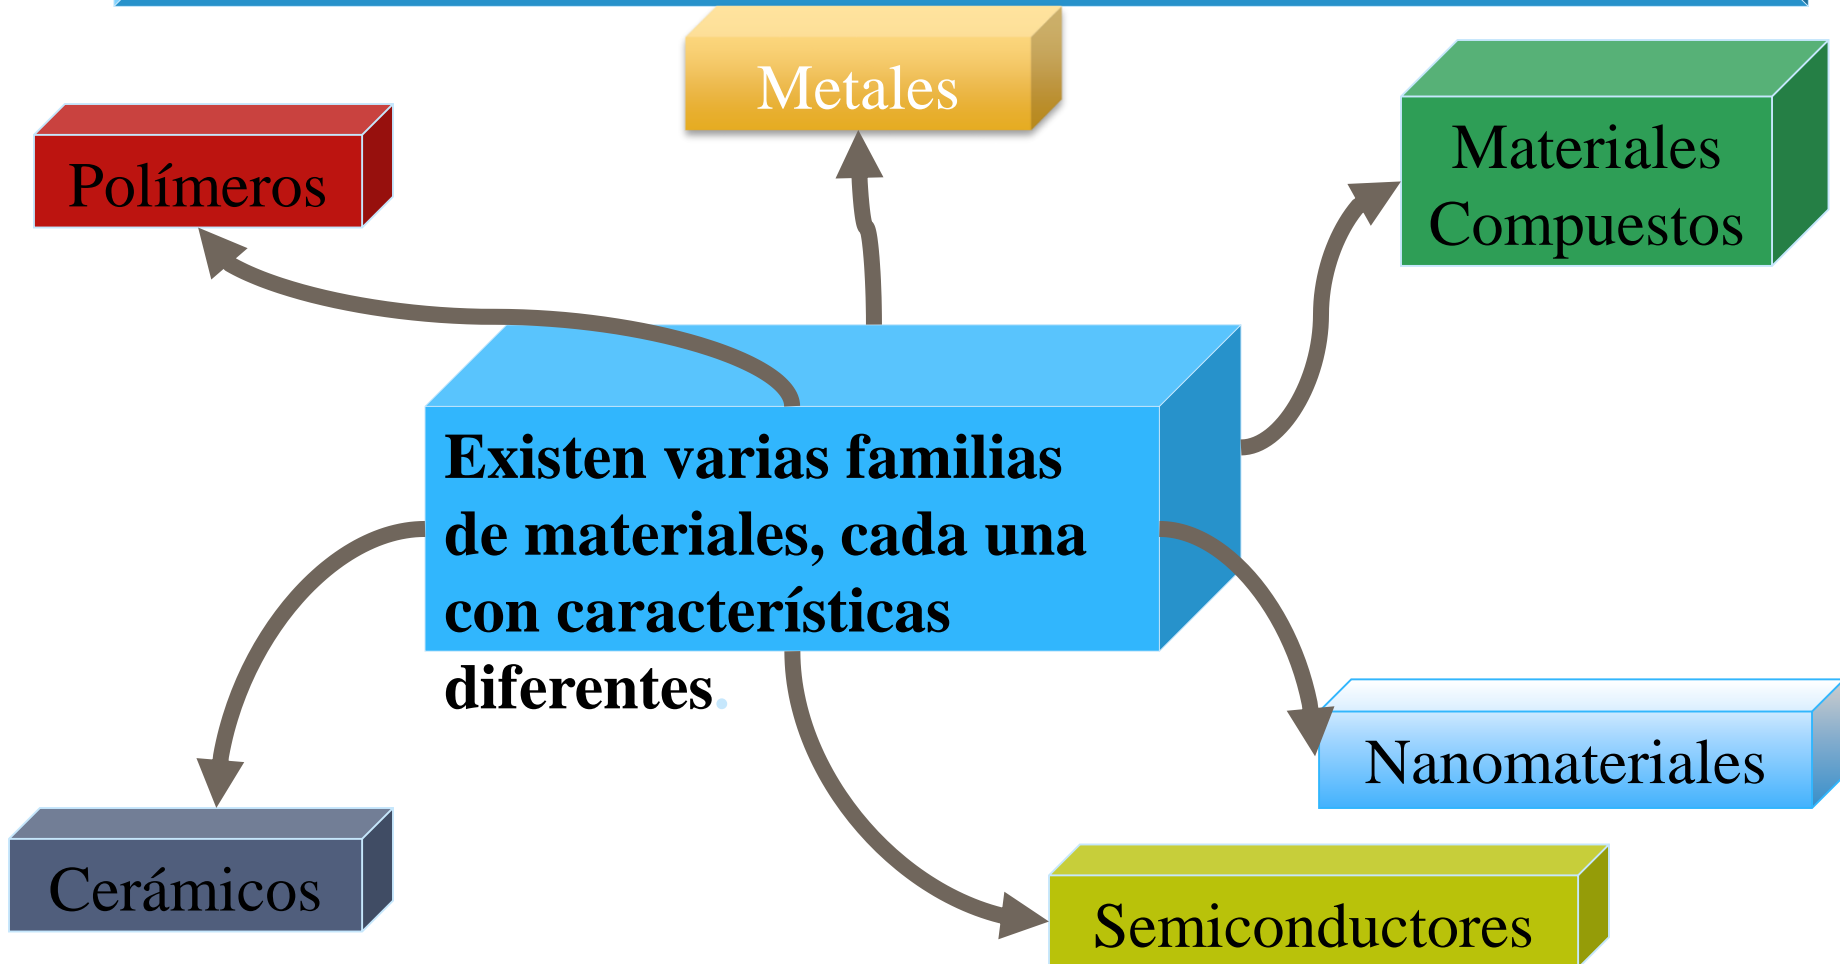 Metales
Polímeros
Materiales
Compuestos
Existen varias familias
de materiales, cada una
con características
diferentes.
Nanomateriales
Cerámicos
Semiconductores